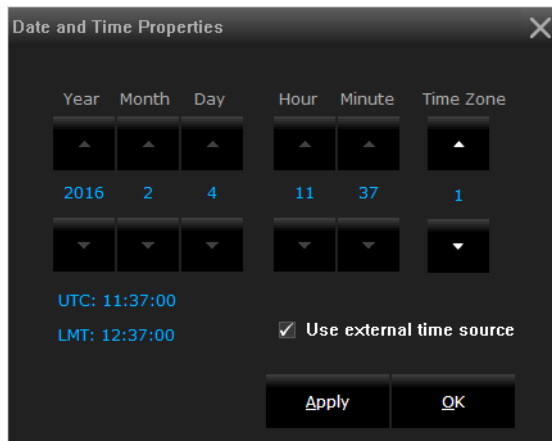 Date and Time Properties
Year Month Day Hour Minute Time Zone
2016 2 4 11 37 1
UTC: 11:37:00
LMT: 12:37:00
Use external time source
Apply OK